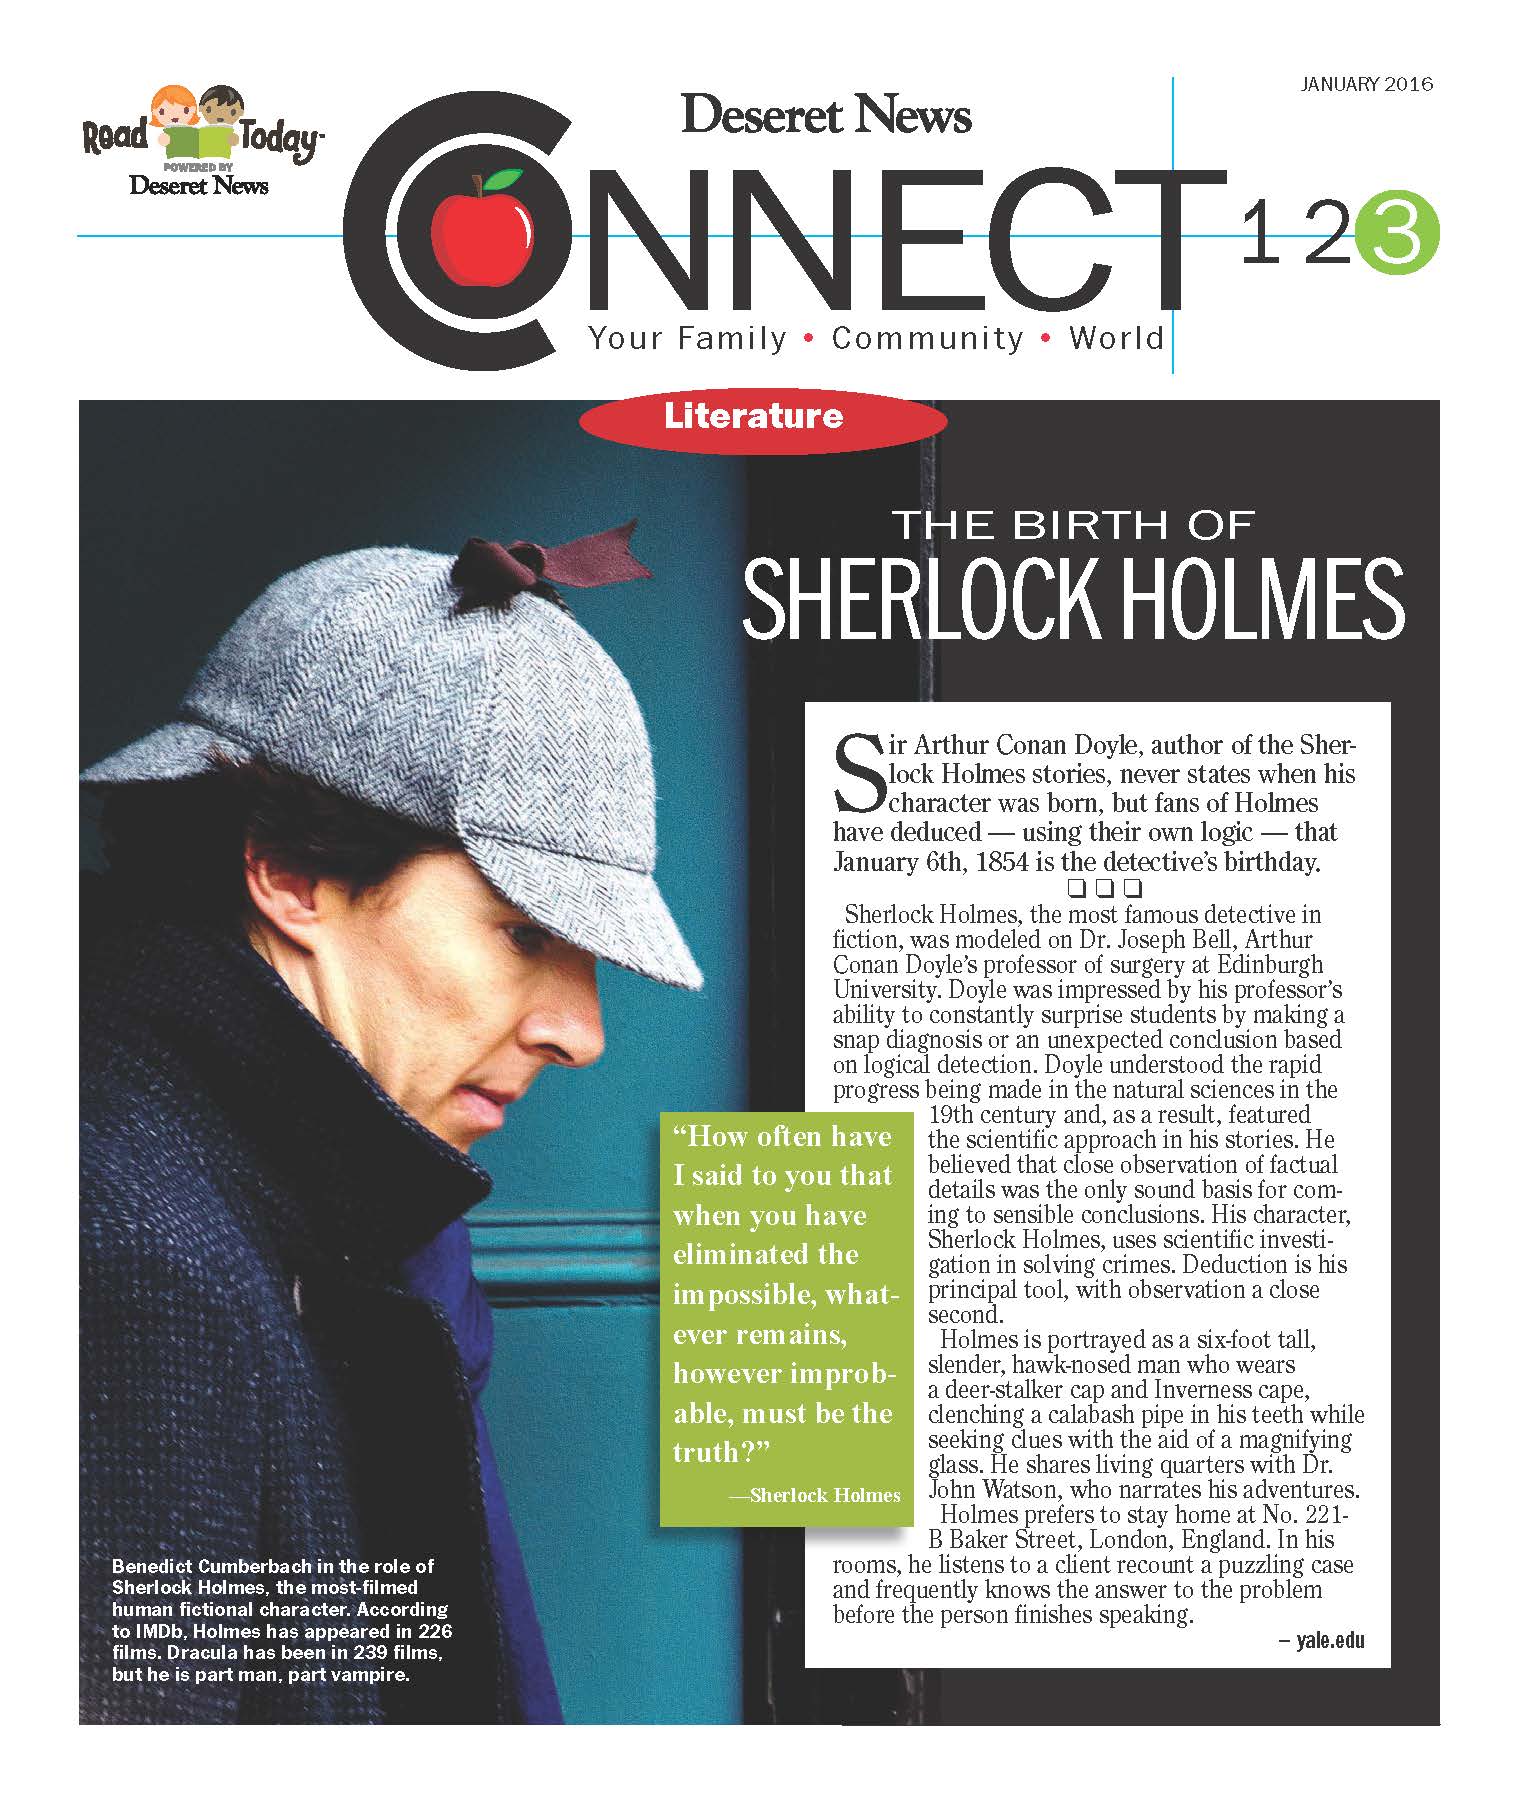 JANUARY 2016
Read Today
POWERED BY
Deseret News
Deseret News
CONNECT 1 2 3
Your Family • Community • World
Literature
THE BIRTH OF
SHERLOCK HOLMES
Sir Arthur Conan Doyle, author of the Sher-
lock Holmes stories, never states when his
character was born, but fans of Holmes
have deduced — using their own logic — that
January 6th, 1854 is the detective's birthday.
❑ ❑ ❑
Sherlock Holmes, the most famous detective in
fiction, was modeled on Dr. Joseph Bell, Arthur
Conan Doyle's professor of surgery at Edinburgh
University. Doyle was impressed by his professor's
ability to constantly surprise students by making a
snap diagnosis or an unexpected conclusion based
on logical detection. Doyle understood the rapid
progress being made in the natural sciences in the
19th century and, as a result, featured
the scientific approach in his stories. He
believed that close observation of factual
details was the only sound basis for com-
ing to sensible conclusions. His character,
Sherlock Holmes, uses scientific investi-
gation in solving crimes. Deduction is his
principal tool, with observation a close
second.
Holmes is portrayed as a six-foot tall,
slender, hawk-nosed man who wears
a deer-stalker cap and Inverness cape,
clenching a calabash pipe in his teeth while
seeking clues with the aid of a magnifying
glass. He shares living quarters with Dr.
John Watson, who narrates his adventures.
Holmes prefers to stay home at No. 221-
B Baker Street, London, England. In his
rooms, he listens to a client recount a puzzling case
and frequently knows the answer to the problem
before the person finishes speaking.
– yale.edu
“How often have
I said to you that
when you have
eliminated the
impossible, what-
ever remains,
however improb-
able, must be the
truth?”
—Sherlock Holmes
Benedict Cumberbach in the role of
Sherlock Holmes, the most-filmed
human fictional character. According
to IMDb, Holmes has appeared in 226
films. Dracula has been in 239 films,
but he is part man, part vampire.